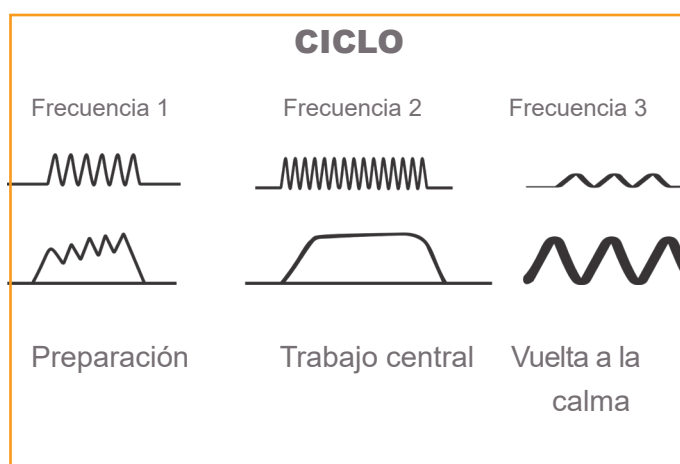 CICLO
Frecuencia 1
Frecuencia 2
Frecuencia 3
Preparación
Trabajo central
Vuelta a la
calma